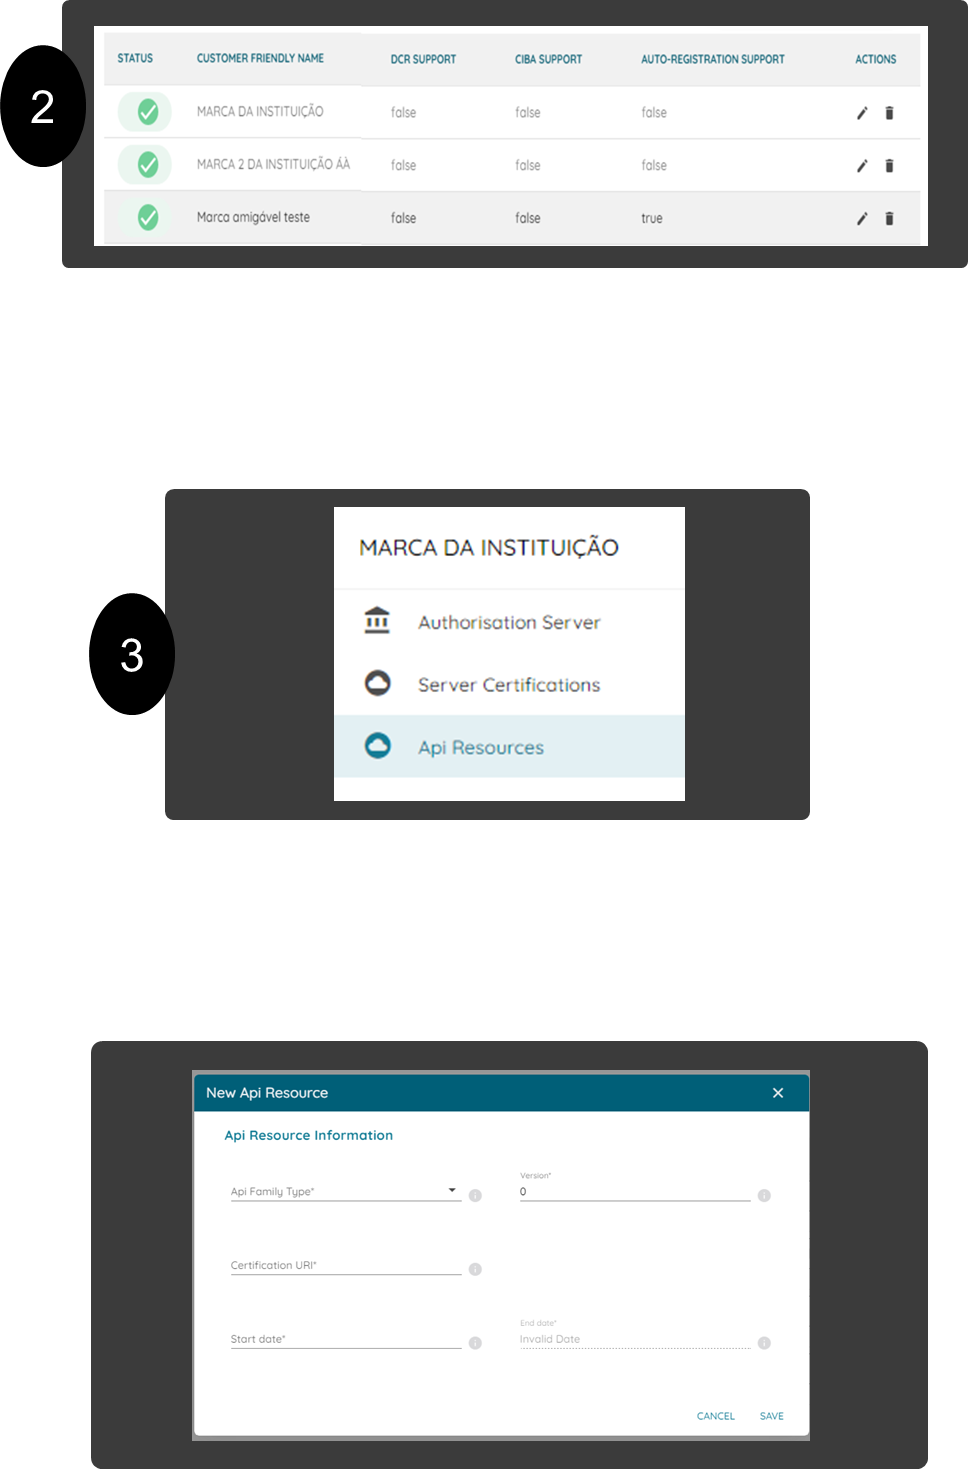 2
STATUS CUSTOMER FRIENDLY NAME DCR SUPPORT CIBA SUPPORT AUTO-REGISTRATION SUPPORT ACTIONS
MARCA DA INSTITUIÇÃO false false false
MARCA 2 DA INSTITUIÇÃO ÁÀ false false false
Marca amigável teste false false true
3
MARCA DA INSTITUIÇÃO
Authorisation Server
Server Certifications
Api Resources
New Api Resource
Api Resource Information
Api Family Type*
Version*
0
Certification URI*
Start date*
End date*
Invalid Date
CANCEL SAVE